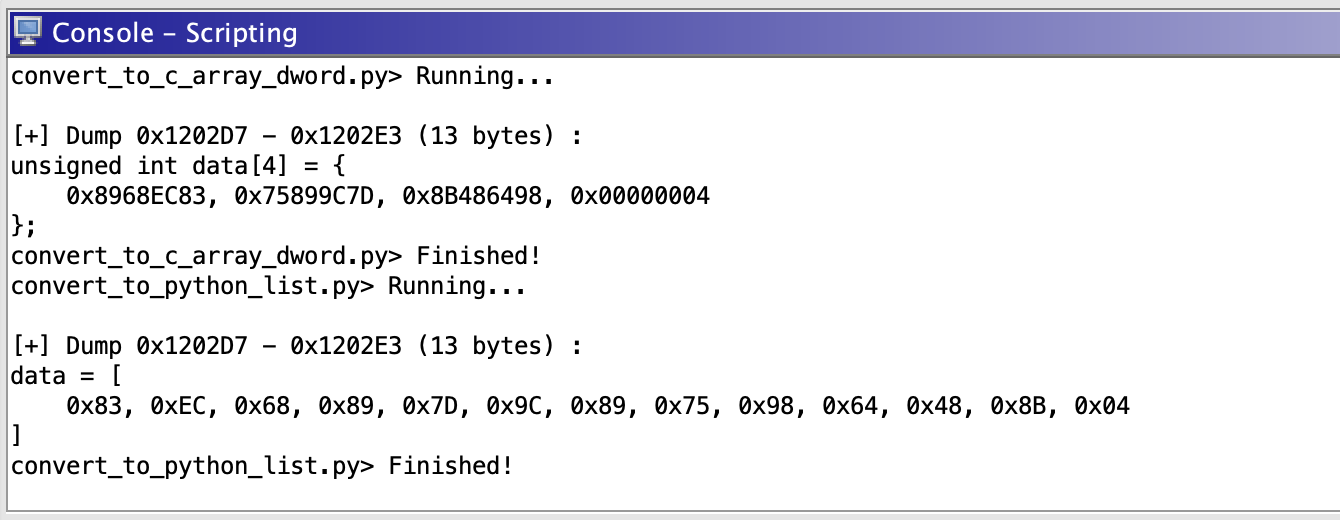 Console – Scripting
convert_to_c_array_dword.py> Running...
[+] Dump 0x1202D7 – 0x1202E3 (13 bytes) :
unsigned int data[4] = {
    0x8968EC83, 0x75899C7D, 0x8B486498, 0x00000004
};
convert_to_c_array_dword.py> Finished!
convert_to_python_list.py> Running...
[+] Dump 0x1202D7 – 0x1202E3 (13 bytes) :
data = [
    0x83, 0xEC, 0x68, 0x89, 0x7D, 0x9C, 0x89, 0x75, 0x98, 0x64, 0x48, 0x8B, 0x04
]
convert_to_python_list.py> Finished!